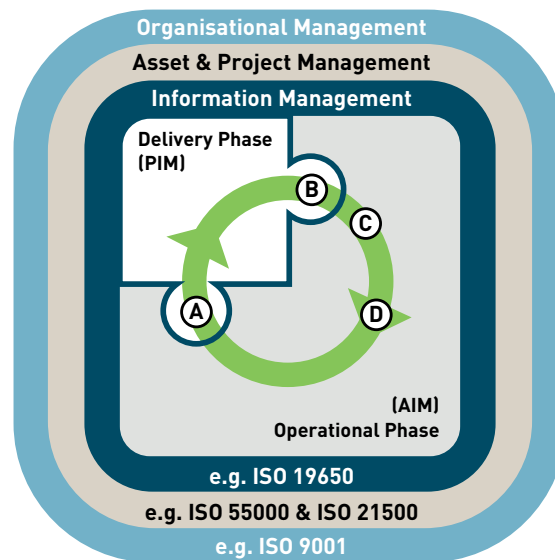 Organisational Management
Asset & Project Management
Information Management
Delivery Phase
(PIM)
B
C
A
D
(AIM)
Operational Phase
e.g. ISO 19650
e.g. ISO 55000 & ISO 21500
e.g. ISO 9001